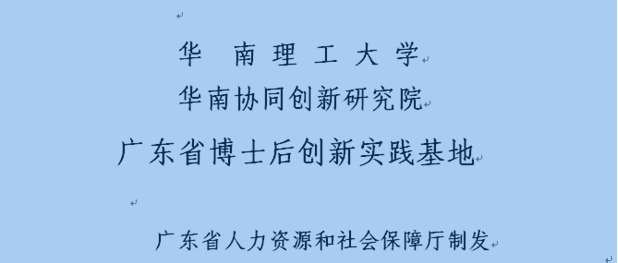 华 南 理 工 大 学
华南协同创新研究院
广东省博士后创新实践基地
广东省人力资源和社会保障厅制发